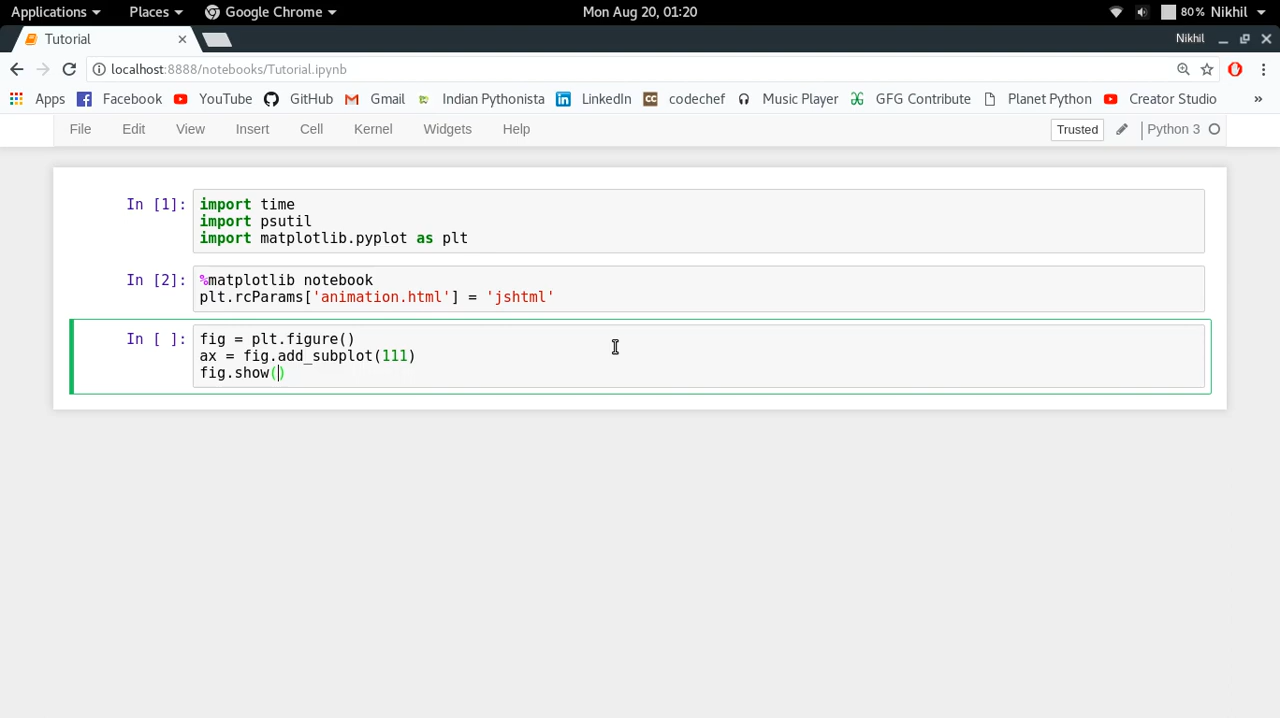 Applications Places Google Chrome Mon Aug 20, 01:20 80% Nikhil
Tutorial Nikhil
localhost:8888/notebooks/Tutorial.ipynb
Apps Facebook YouTube GitHub Gmail Indian Pythonista LinkedIn codechef Music Player GFG Contribute Planet Python Creator Studio »
File Edit View Insert Cell Kernel Widgets Help Trusted Python 3
In [1]: import time
import psutil
import matplotlib.pyplot as plt
In [2]: %matplotlib notebook
plt.rcParams['animation.html'] = 'jshtml'
In [ ]: fig = plt.figure()
ax = fig.add_subplot(111)
fig.show()